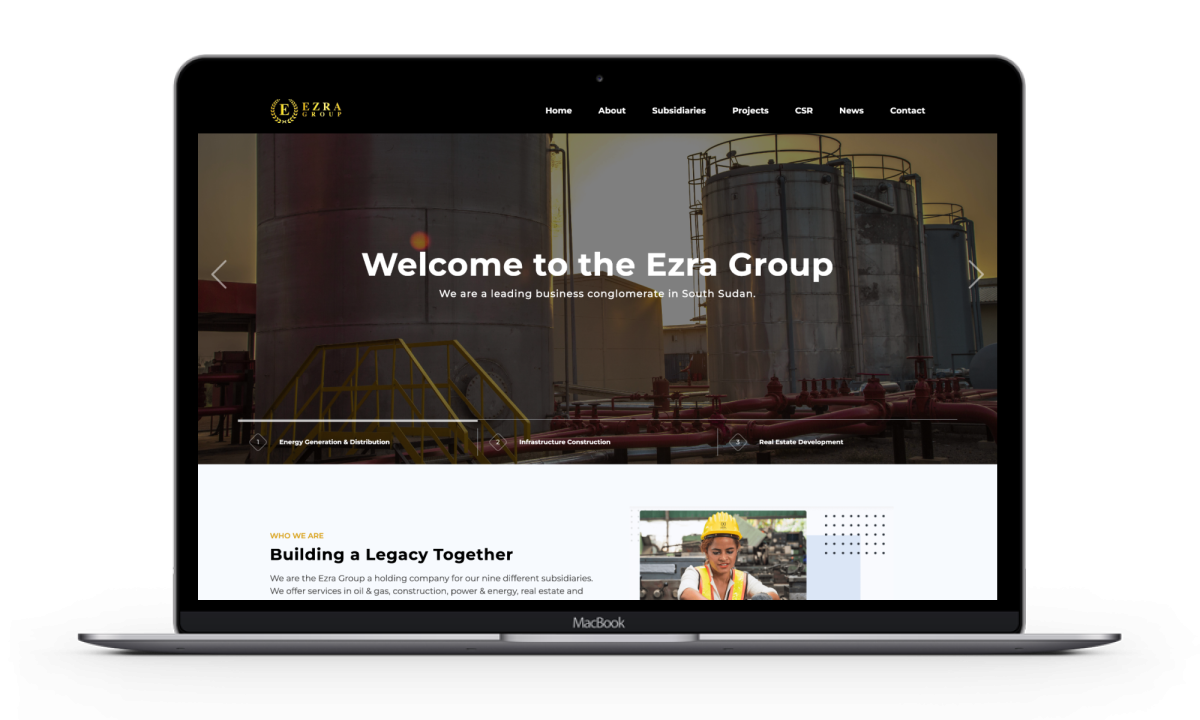 E EZRA
GROUP
Home About Subsidiaries Projects CSR News Contact
Welcome to the Ezra Group
We are a leading business conglomerate in South Sudan.
1 Energy Generation & Distribution 2 Infrastructure Construction 3 Real Estate Development
WHO WE ARE
Building a Legacy Together
We are the Ezra Group a holding company for our nine different subsidiaries.
We offer services in oil & gas, construction, power & energy, real estate and
MacBook